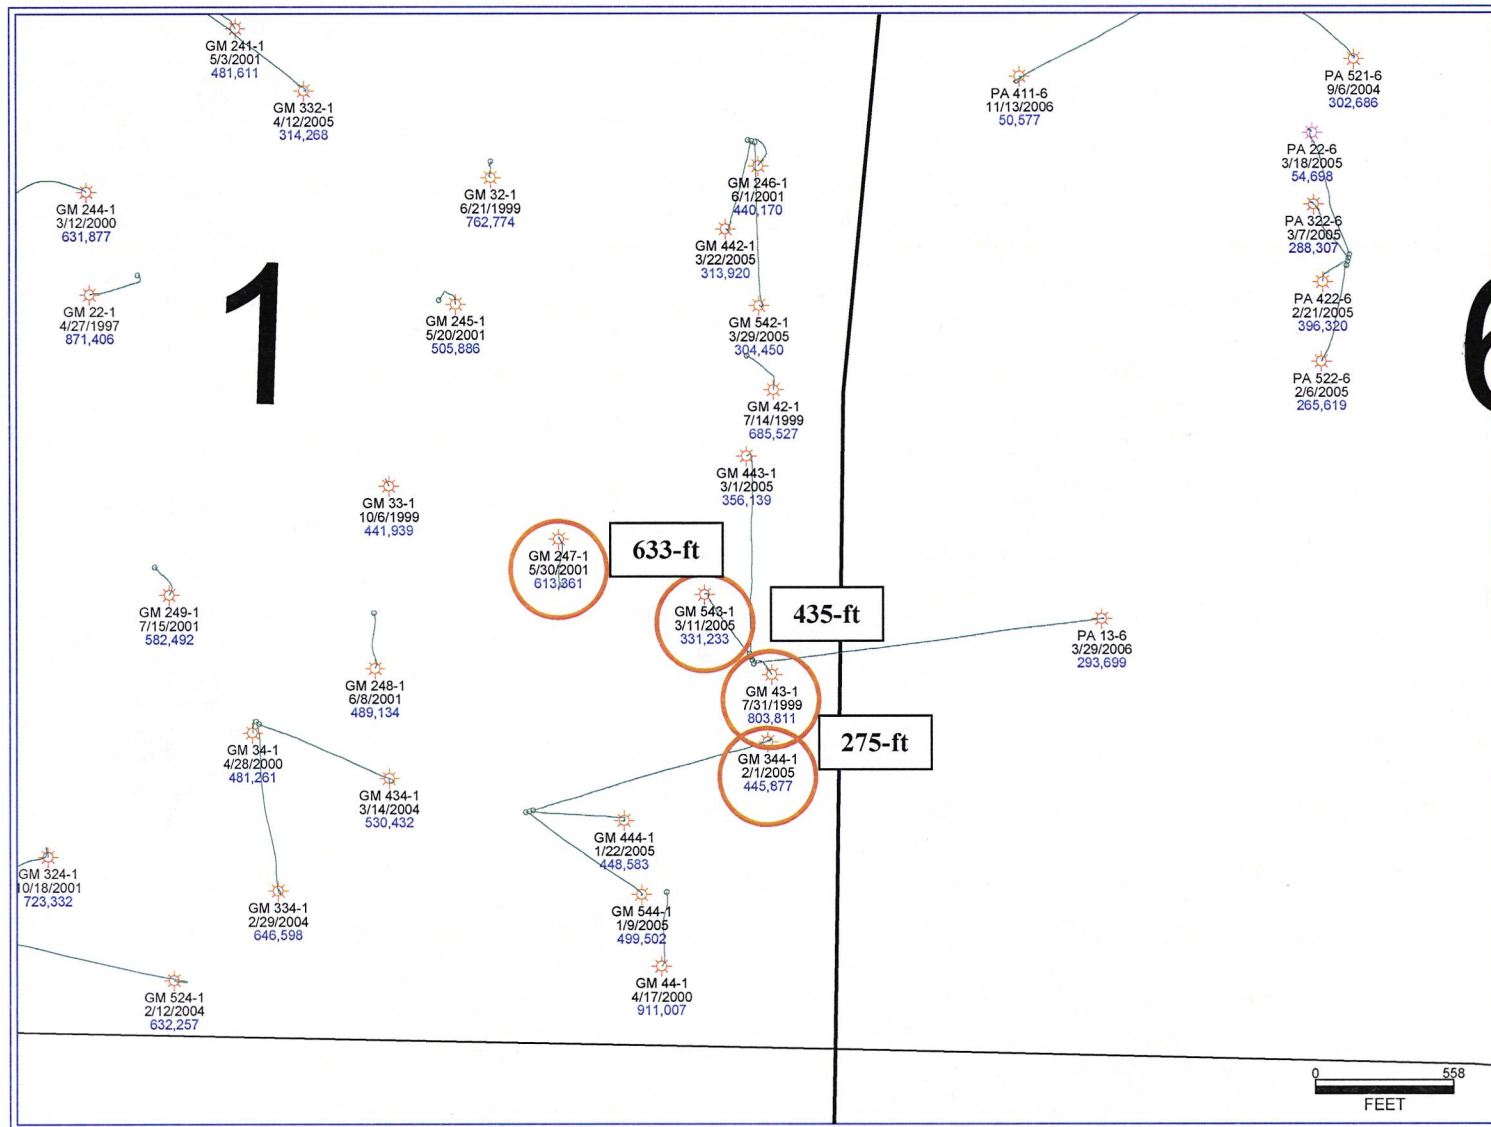 GM 241-1
5/3/2001
481,611
GM 332-1
4/12/2005
314,268
PA 411-6
11/13/2006
50,577
PA 521-6
9/6/2004
302,686
PA 22-6
3/18/2005
54,698
GM 244-1
3/12/2000
631,877
GM 32-1
6/21/1999
762,774
GM 246-1
6/1/2001
440,170
GM 442-1
3/22/2005
313,920
PA 322-6
3/7/2005
288,307
1
GM 22-1
4/27/1997
871,406
GM 245-1
5/20/2001
505,886
GM 542-1
3/29/2005
304,450
PA 422-6
2/21/2005
396,320
6
GM 42-1
7/14/1999
685,527
PA 522-6
2/6/2005
265,619
GM 443-1
3/1/2005
356,139
GM 33-1
10/6/1999
441,939
GM 247-1
5/30/2001
613,361
633-ft
GM 249-1
7/15/2001
582,492
GM 543-1
3/11/2005
331,233
435-ft
PA 13-6
3/29/2006
293,699
GM 248-1
6/8/2001
489,134
GM 43-1
7/31/1999
803,811
275-ft
GM 34-1
4/28/2000
481,261
GM 434-1
3/14/2004
530,432
GM 344-1
2/1/2005
445,877
GM 444-1
1/22/2005
448,583
GM 324-1
10/18/2001
723,332
GM 334-1
2/29/2004
646,598
GM 544-1
1/9/2005
499,502
GM 44-1
4/17/2000
911,007
GM 524-1
2/12/2004
632,257
0 558
FEET